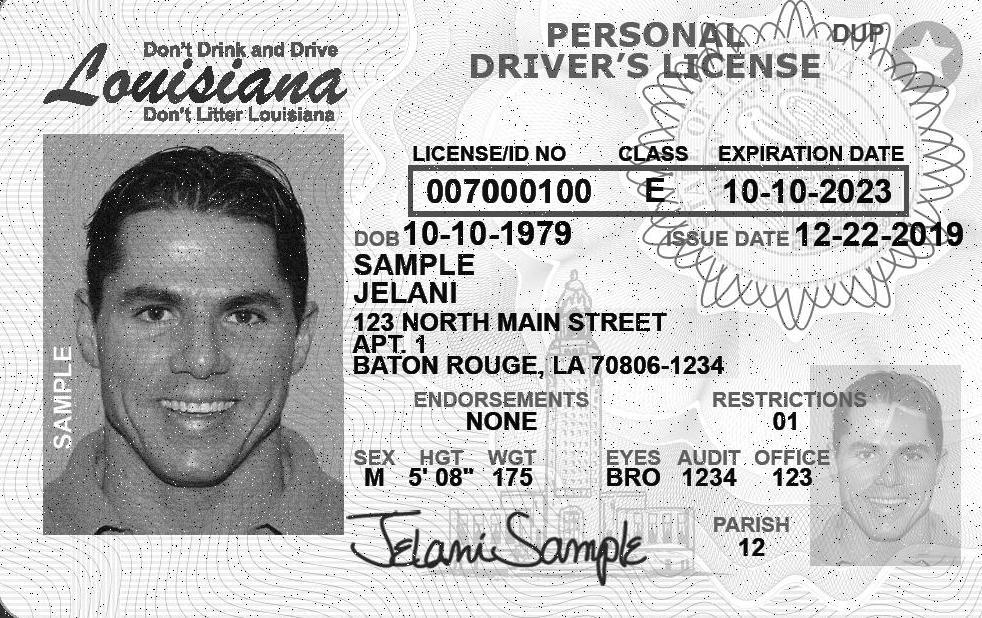 Don't Drink and Drive
Louisiana
Don't Litter Louisiana
PERSONAL
DRIVER'S LICENSE
DUP
LICENSE/ID NO CLASS EXPIRATION DATE
007000100 E 10-10-2023
DOB 10-10-1979 ISSUE DATE 12-22-2019
SAMPLE
JELANI
123 NORTH MAIN STREET
APT. 1
BATON ROUGE, LA 70806-1234
ENDORSEMENTS RESTRICTIONS
NONE 01
SEX HGT WGT EYES AUDIT OFFICE
M 5' 08" 175 BRO 1234 123
PARISH
12
Jelani Sample
SAMPLE